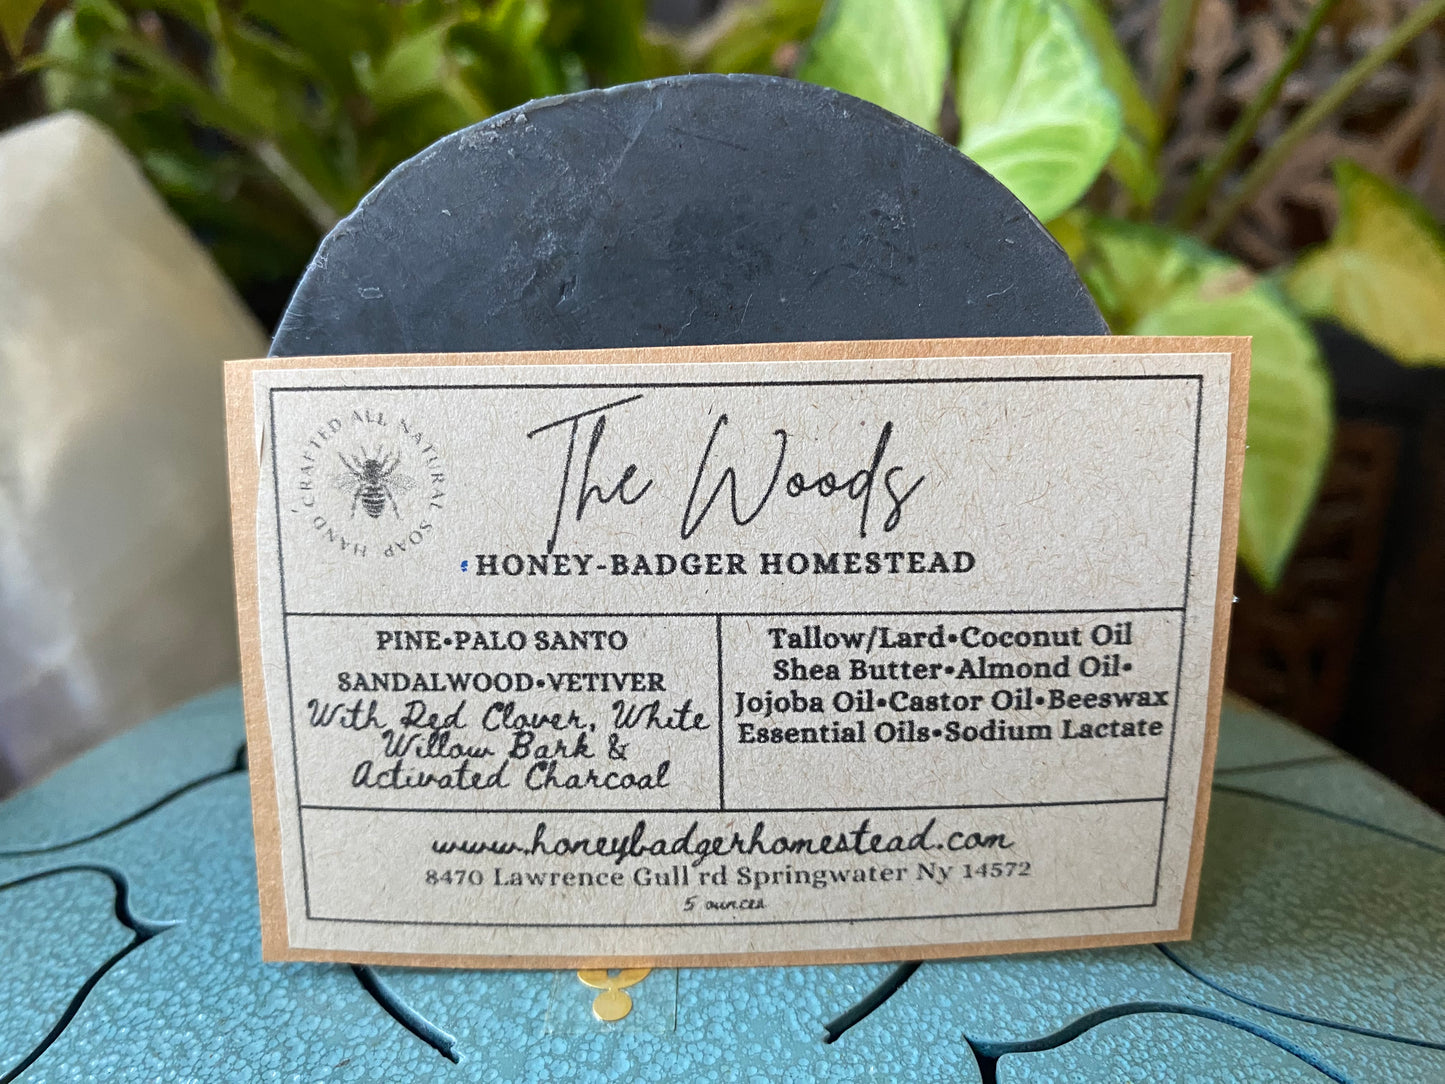 HAND CRAFTED ALL NATURAL SOAP
The Woods
HONEY-BADGER HOMESTEAD
PINE•PALO SANTO
SANDALWOOD•VETIVER
With Red Clover, White
Willow Bark &
Activated Charcoal
Tallow/Lard•Coconut Oil
Shea Butter•Almond Oil•
Jojoba Oil•Castor Oil•Beeswax
Essential Oils•Sodium Lactate
www.honeybadgerhomestead.com
8470 Lawrence Gull rd Springwater Ny 14572
5 ounces